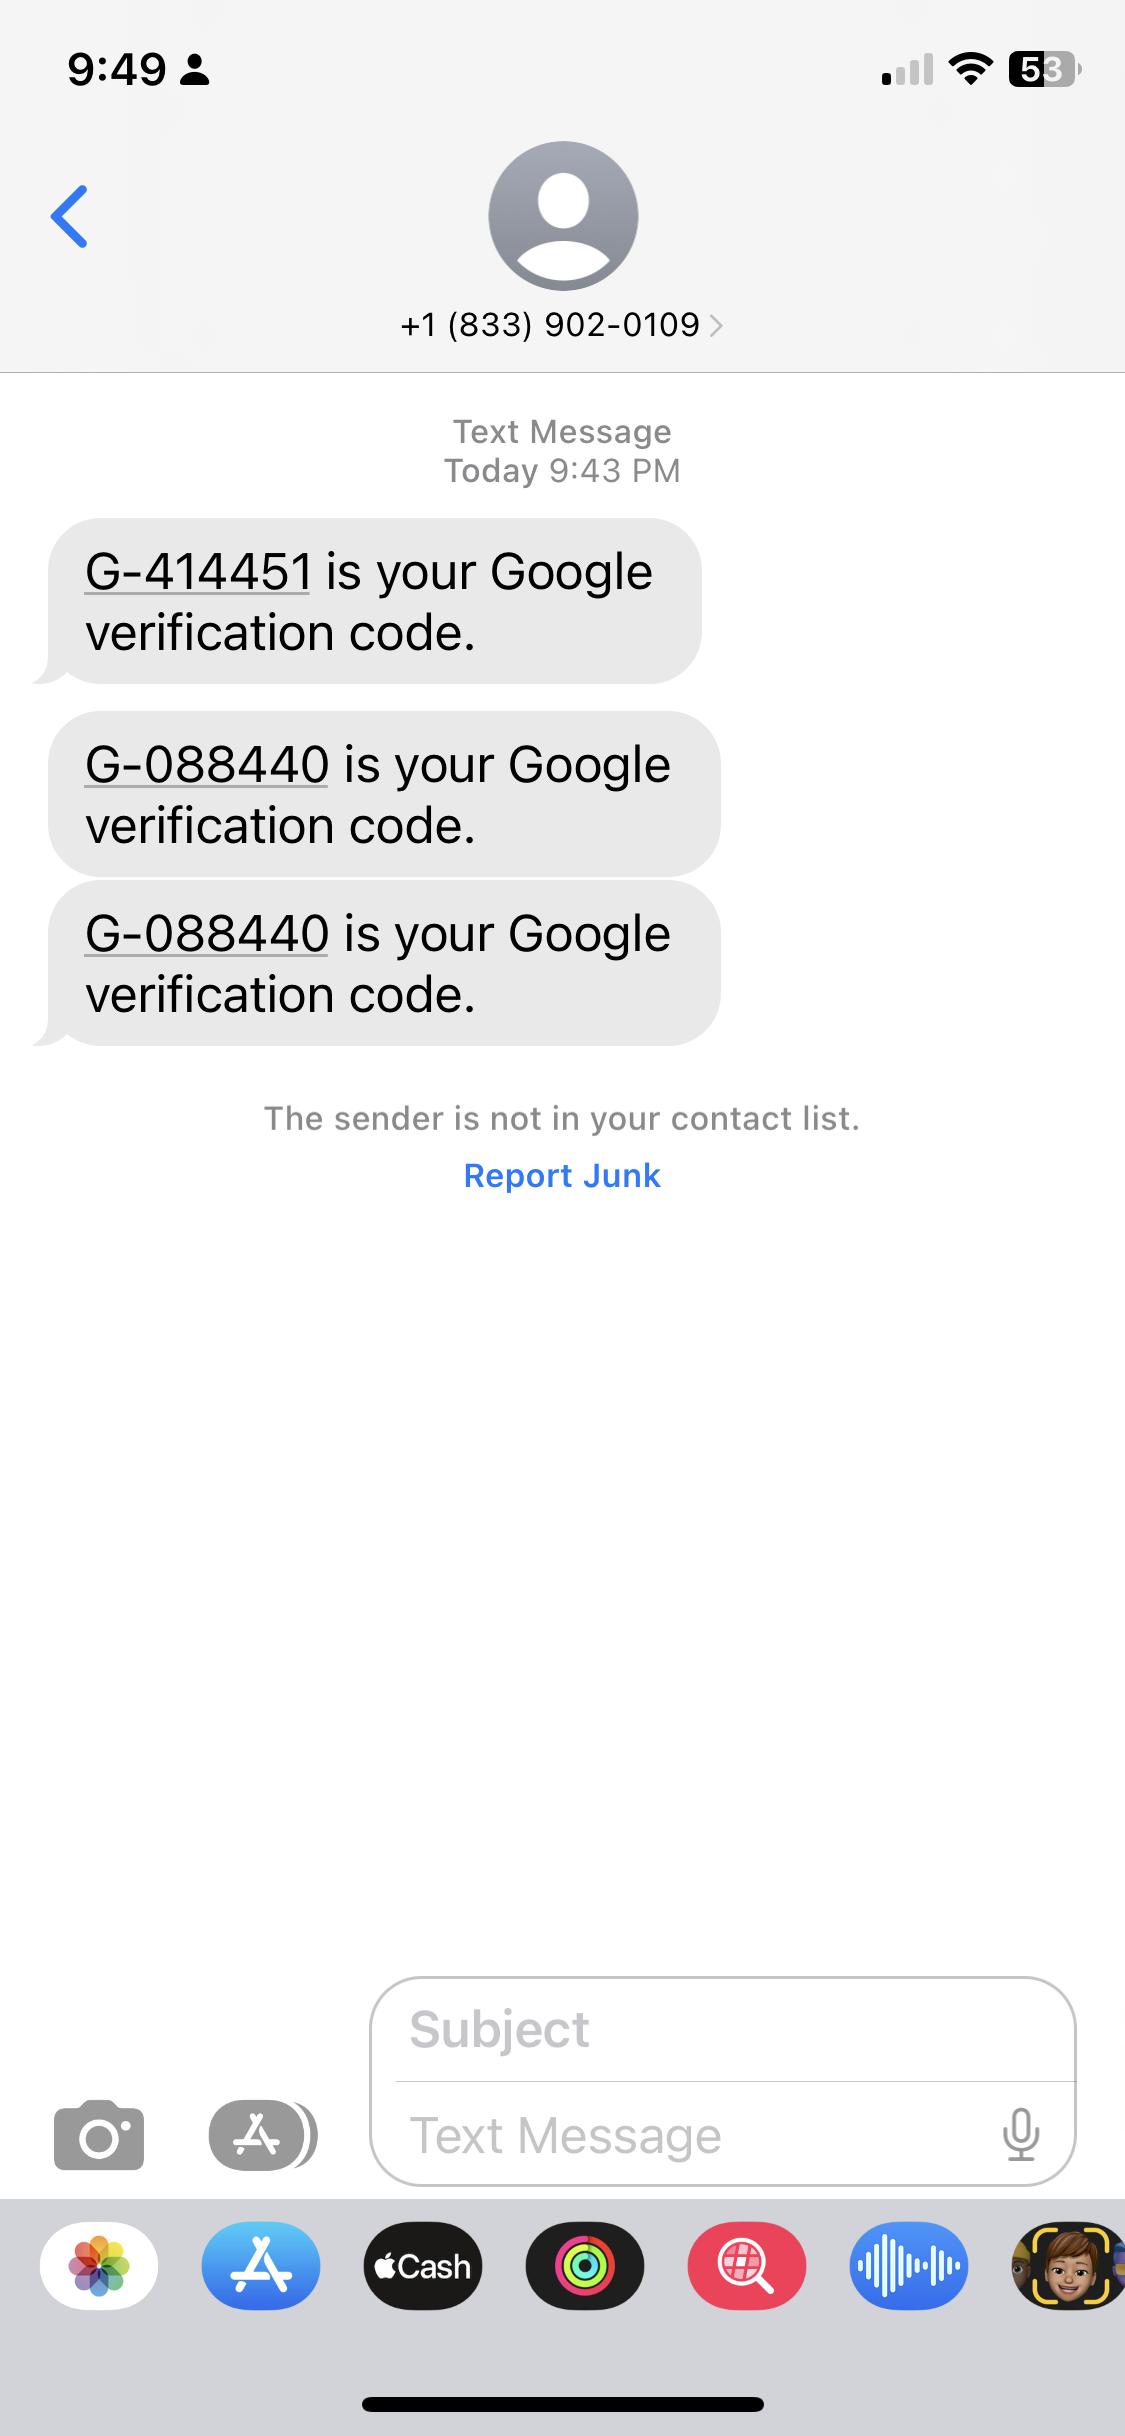 9:49
53
+1 (833) 902-0109
Text Message
Today 9:43 PM
G-414451 is your Google
verification code.
G-088440 is your Google
verification code.
G-088440 is your Google
verification code.
The sender is not in your contact list.
Report Junk
Subject
Text Message
Cash